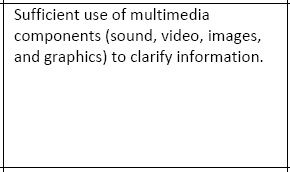 Sufficient use of multimedia
components (sound, video, images,
and graphics) to clarify information.